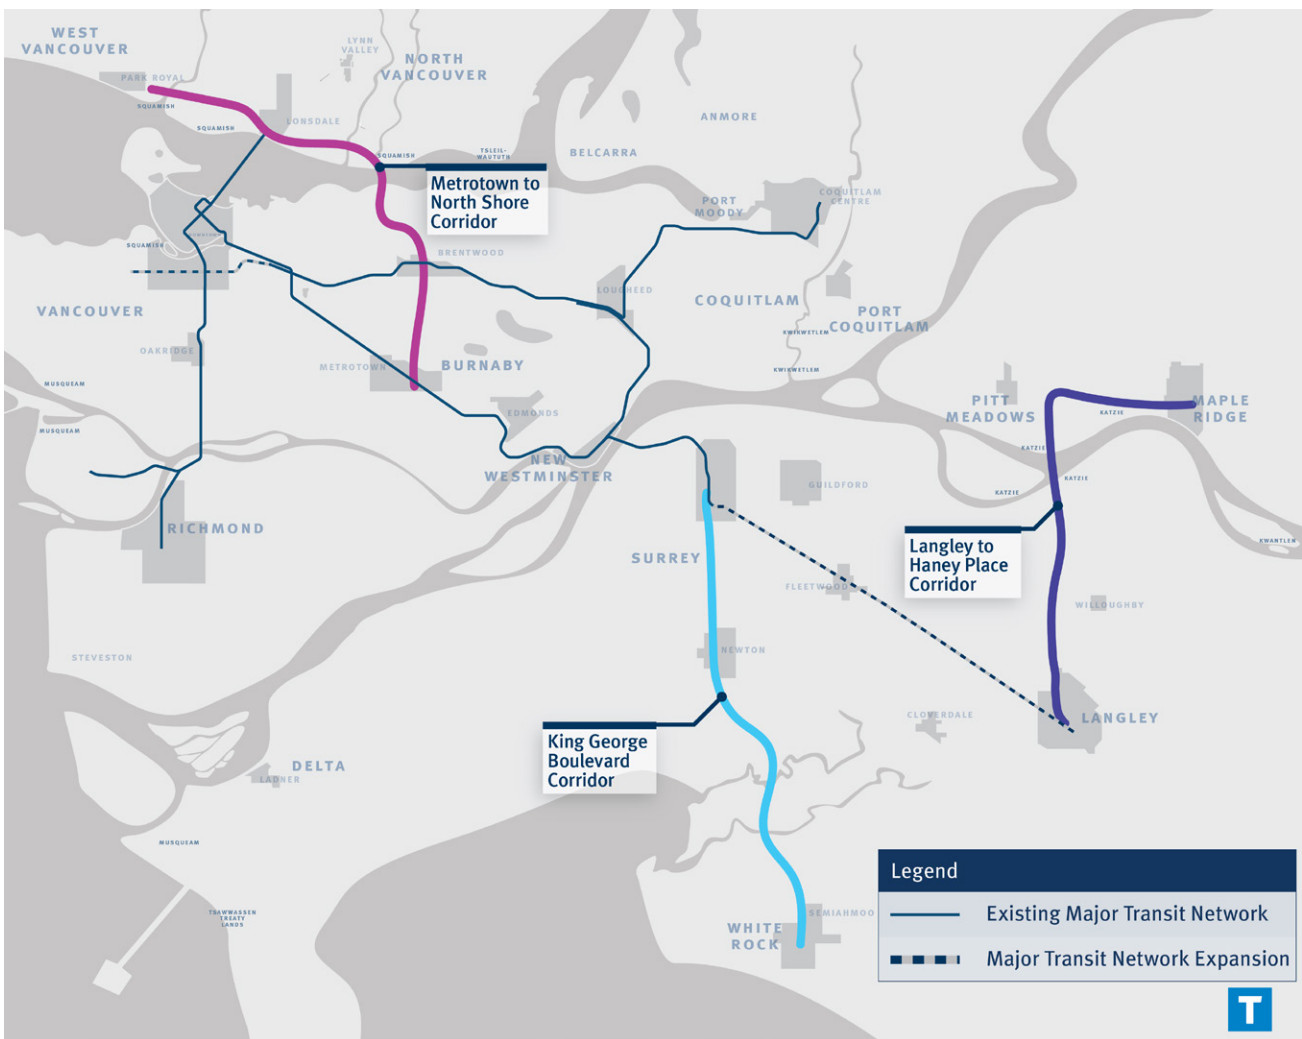 WEST
VANCOUVER
LYNN
VALLEY
NORTH
VANCOUVER
PARK ROYAL
SQUAMISH
SQUAMISH
LONSDALE
SQUAMISH
TSLEIL-
WAUTUTH
BELCARRA
ANMORE
Metrotown to
North Shore
Corridor
PORT
MOODY
COQUITLAM
CENTRE
SQUAMISH
BRENTWOOD
LOUGHEED
COQUITLAM
PORT
COQUITLAM
VANCOUVER
KWIKWETLEM
OAKRIDGE
METROTOWN
BURNABY
KWIKWETLEM
MUSQUEAM
EDMONDS
PITT
MEADOWS
MAPLE
RIDGE
KATZIE
MUSQUEAM
NEW
WESTMINSTER
KATZIE
KATZIE
GUILDFORD
KATZIE
RICHMOND
KWANTLEN
SURREY
Langley to
Haney Place
Corridor
FLEETWOOD
WILLOUGHBY
STEVESTON
NEWTON
CLOVERDALE
LANGLEY
King George
Boulevard
Corridor
DELTA
LADNER
MUSQUEAM
TSAWWASSEN
TREATY
LANDS
SEMIAHMOO
WHITE
ROCK
Legend
Existing Major Transit Network
Major Transit Network Expansion
T